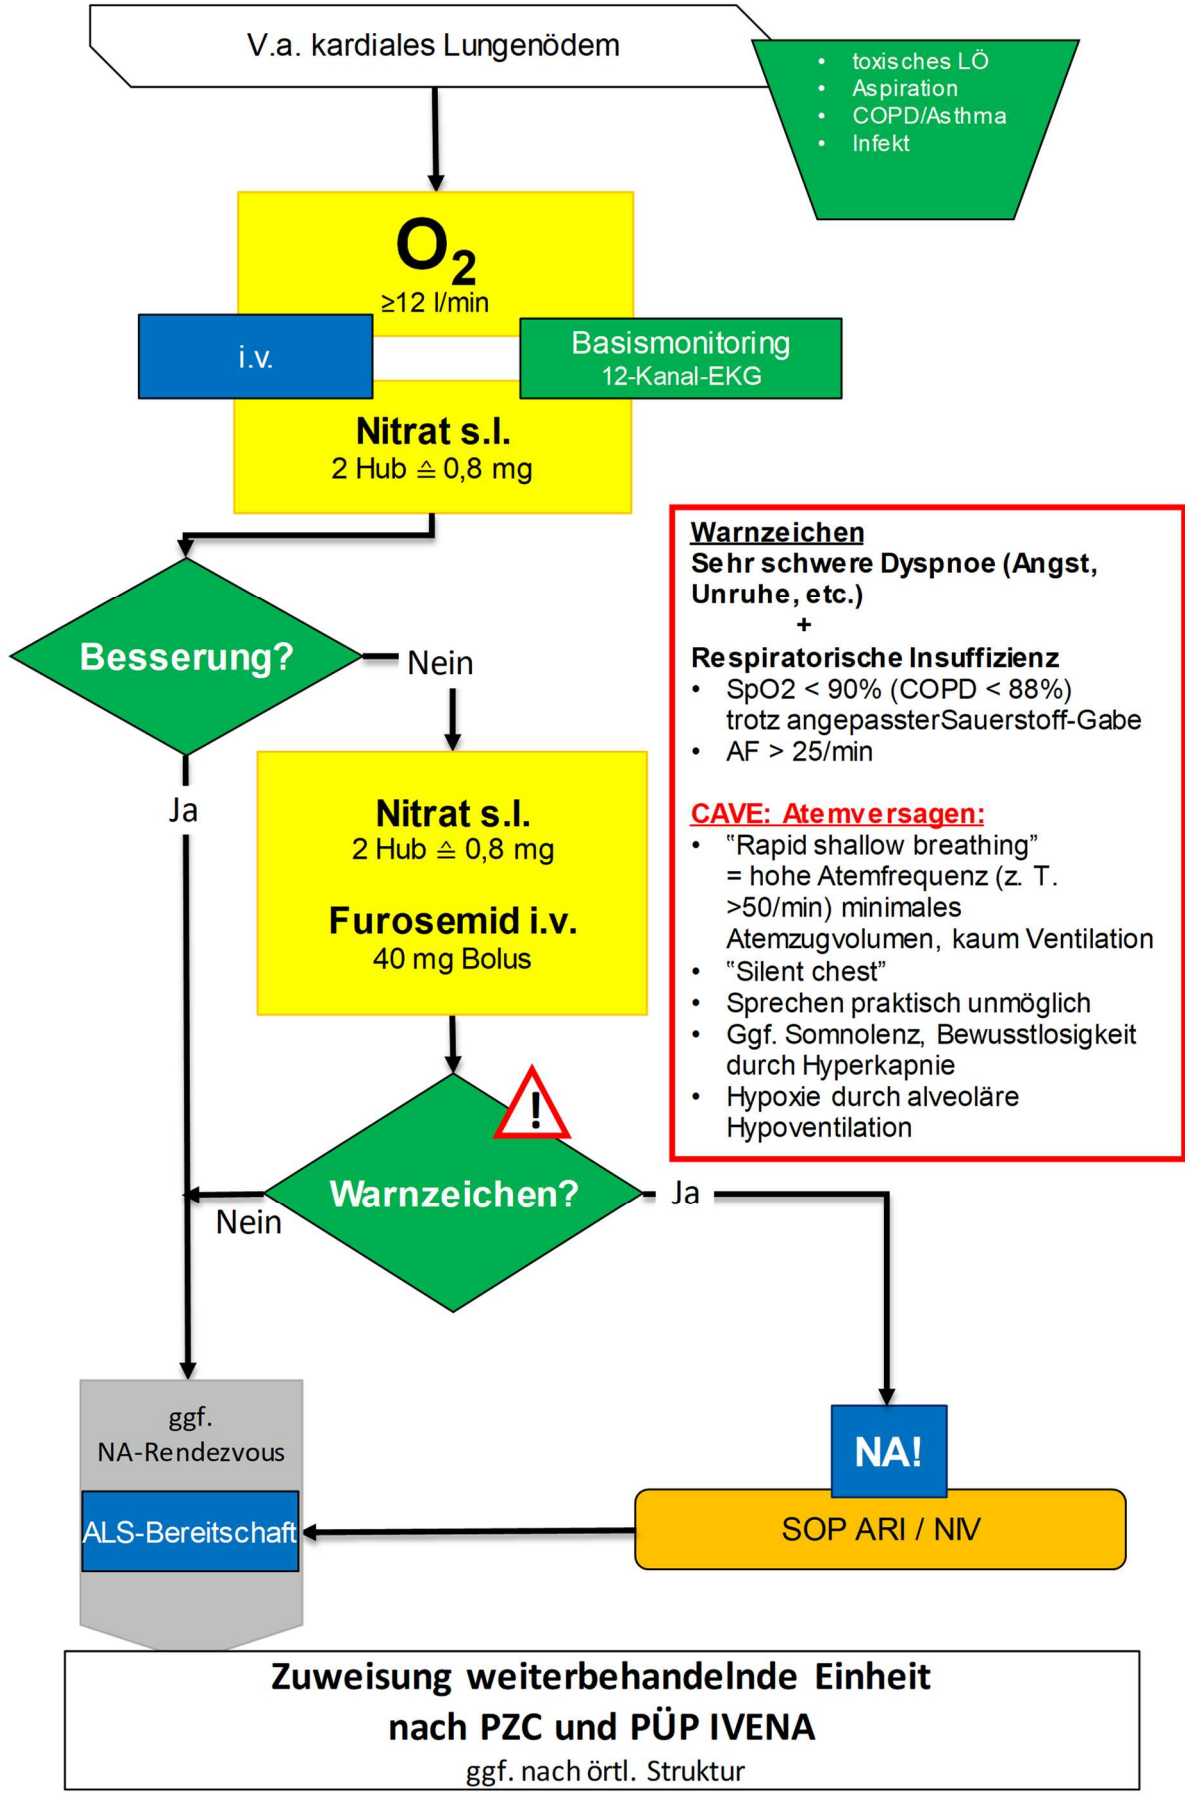 V.a. kardiales Lungenödem
• toxisches LÖ
• Aspiration
• COPD/Asthma
• Infekt
O₂
≥12 l/min
i.v.
Basismonitoring
12-Kanal-EKG
Nitrat s.l.
2 Hub ≙ 0,8 mg
Besserung?
Nein
Ja
Nitrat s.l.
2 Hub ≙ 0,8 mg
Furosemid i.v.
40 mg Bolus
Warnzeichen
Sehr schwere Dyspnoe (Angst,
Unruhe, etc.)
+
Respiratorische Insuffizienz
• SpO2 < 90% (COPD < 88%)
trotz angepassterSauerstoff-Gabe
• AF > 25/min
CAVE: Atemversagen:
• "Rapid shallow breathing"
= hohe Atemfrequenz (z. T.
>50/min) minimales
Atemzugvolumen, kaum Ventilation
• "Silent chest"
• Sprechen praktisch unmöglich
• Ggf. Somnolenz, Bewusstlosigkeit
durch Hyperkapnie
• Hypoxie durch alveoläre
Hypoventilation
!
Warnzeichen?
Nein
Ja
ggf.
NA-Rendezvous
ALS-Bereitschaft
NA!
SOP ARI / NIV
Zuweisung weiterbehandelnde Einheit
nach PZC und PÜP IVENA
ggf. nach örtl. Struktur